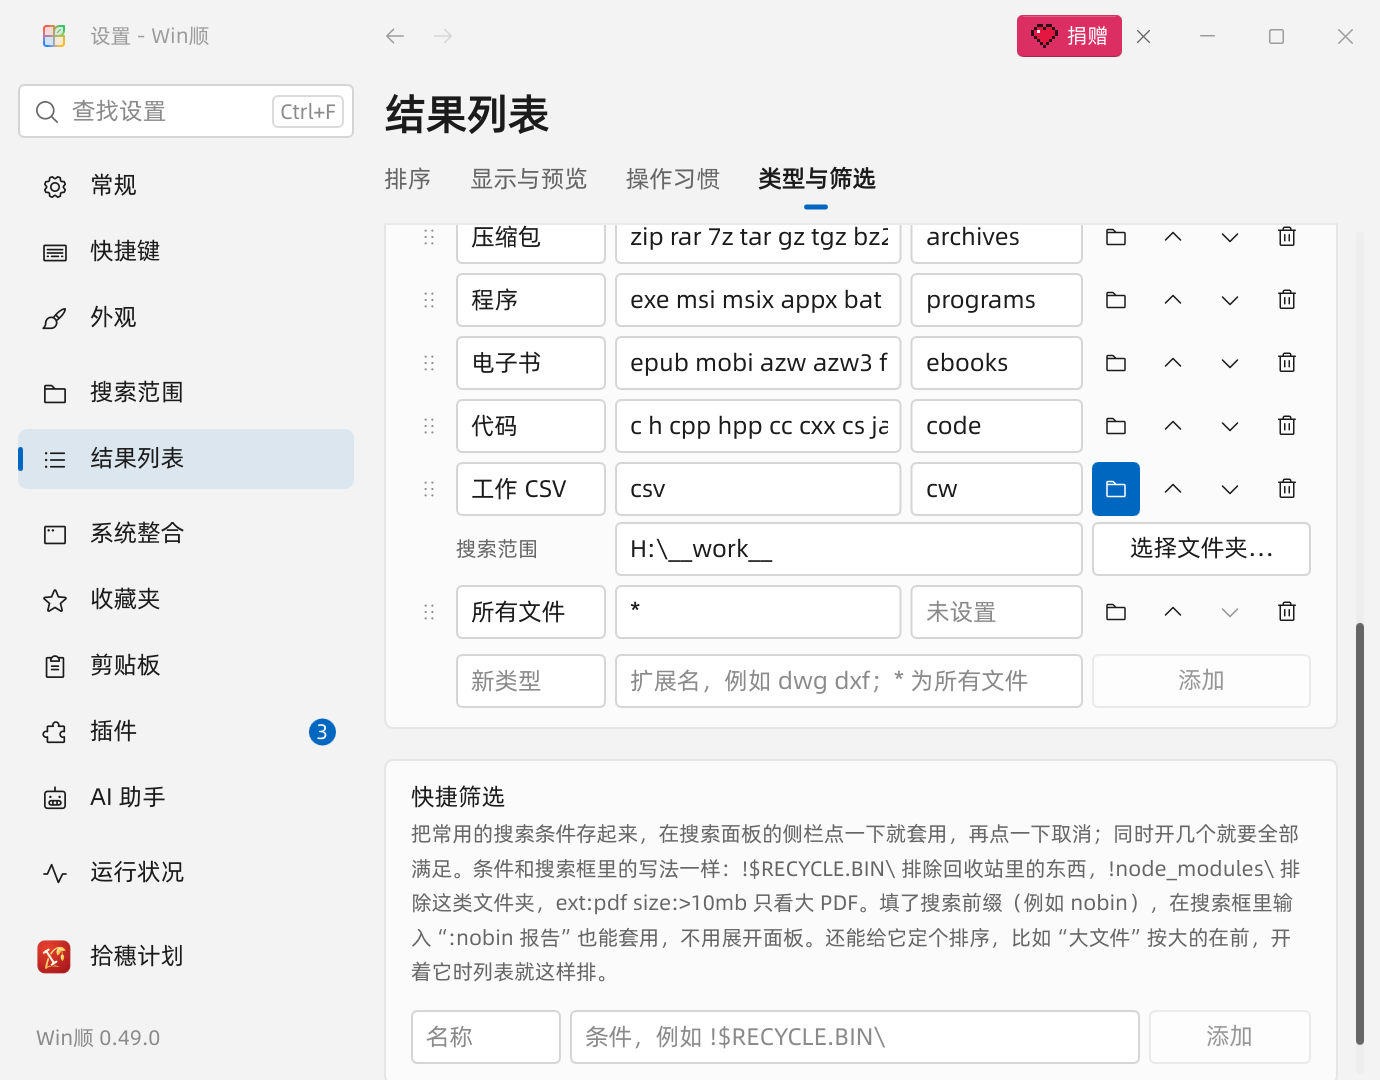 设置 - Win顺
捐赠
查找设置
Ctrl+F
常规
快捷键
外观
搜索范围
结果列表
系统整合
收藏夹
剪贴板
插件
3
AI 助手
运行状况
拾穗计划
Win顺 0.49.0
结果列表
排序 显示与预览 操作习惯 类型与筛选
压缩包 zip rar 7z tar gz tgz bz2 archives
程序 exe msi msix appx bat programs
电子书 epub mobi azw azw3 f ebooks
代码 c h cpp hpp cc cxx cs ja code
工作 CSV csv cw
搜索范围 H:\__work__ 选择文件夹...
所有文件 * 未设置
新类型 扩展名，例如 dwg dxf；* 为所有文件 添加
快捷筛选
把常用的搜索条件存起来，在搜索面板的侧栏点一下就套用，再点一下取消；同时开几个就要全部
满足。条件和搜索框里的写法一样：!$RECYCLE.BIN\ 排除回收站里的东西，!node_modules\ 排
除这类文件夹，ext:pdf size:>10mb 只看大 PDF。填了搜索前缀（例如 nobin），在搜索框里输
入 “:nobin 报告” 也能套用，不用展开面板。还能给它定个排序，比如 “大文件” 按大的在前，开
着它时列表就这样排。
名称 条件，例如 !$RECYCLE.BIN\ 添加